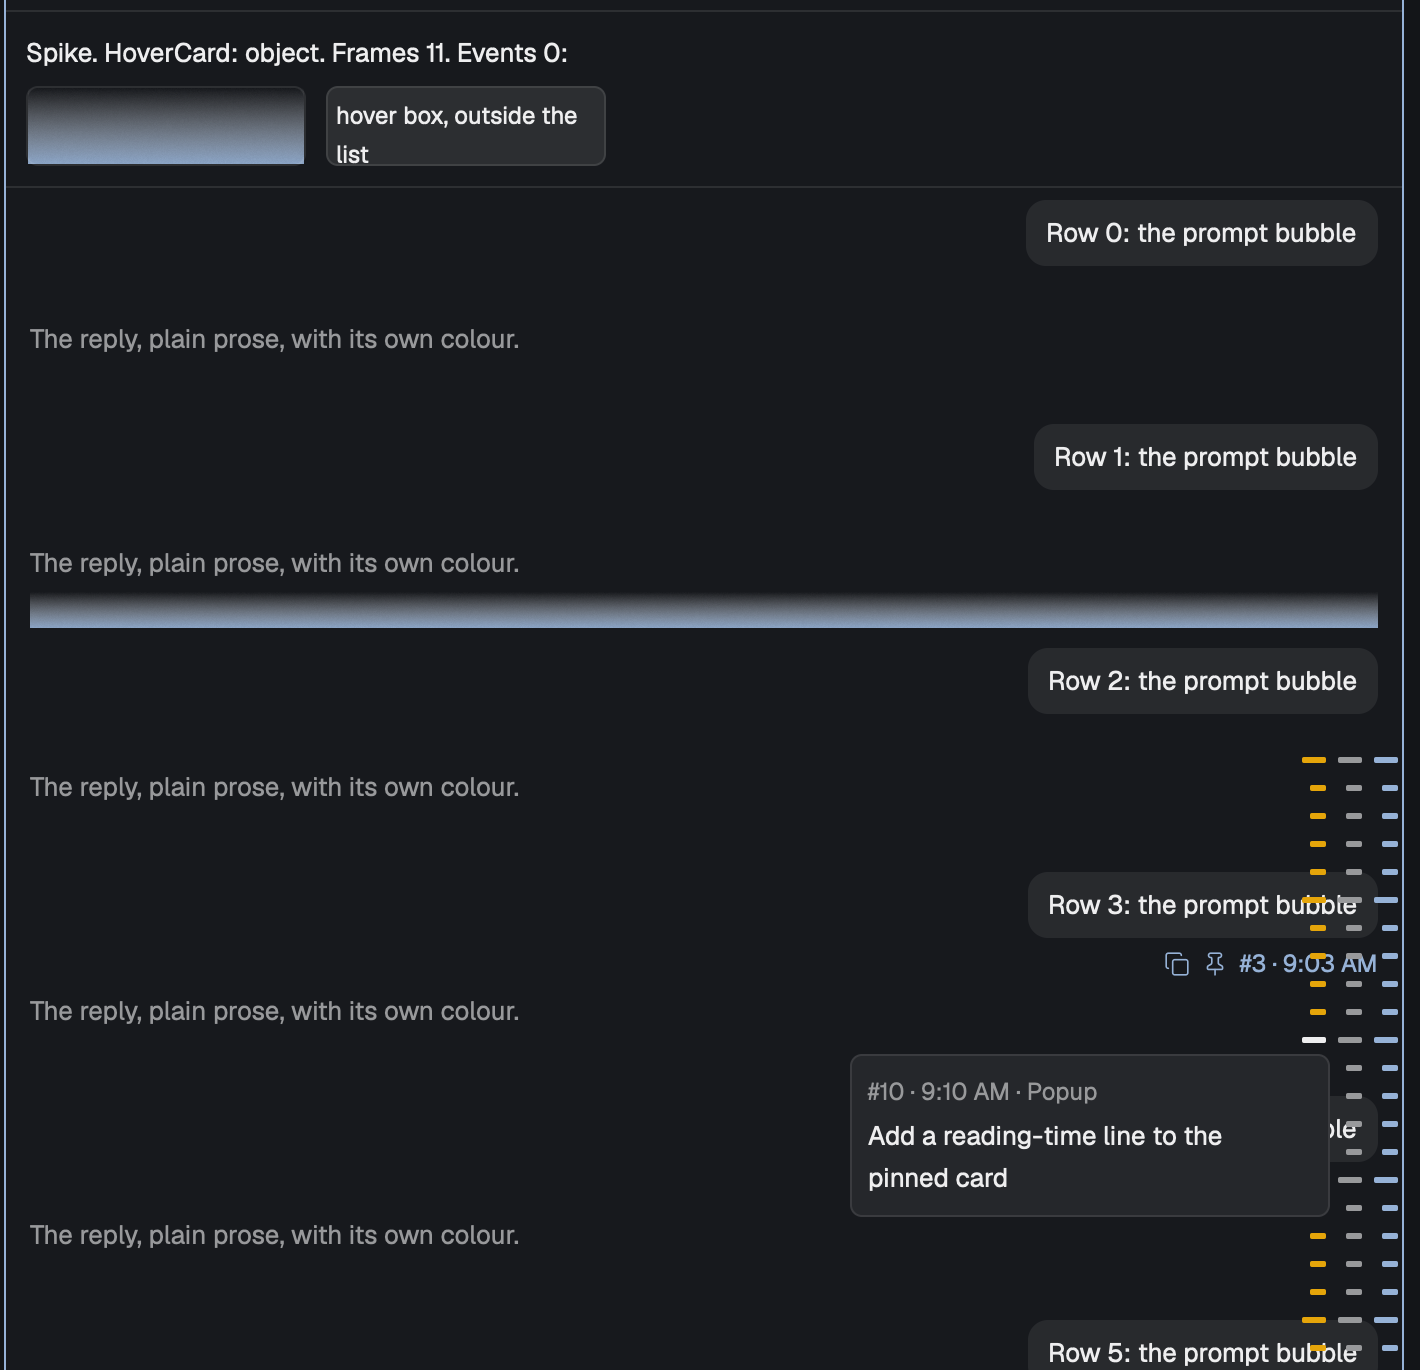 Spike. HoverCard: object. Frames 11. Events 0:
hover box, outside the
list
Row 0: the prompt bubble
The reply, plain prose, with its own colour.
Row 1: the prompt bubble
The reply, plain prose, with its own colour.
Row 2: the prompt bubble
The reply, plain prose, with its own colour.
Row 3: the prompt bubble
#3 · 9:03 AM
The reply, plain prose, with its own colour.
#10 · 9:10 AM · Popup
Add a reading-time line to the
pinned card
The reply, plain prose, with its own colour.
Row 5: the prompt bubble